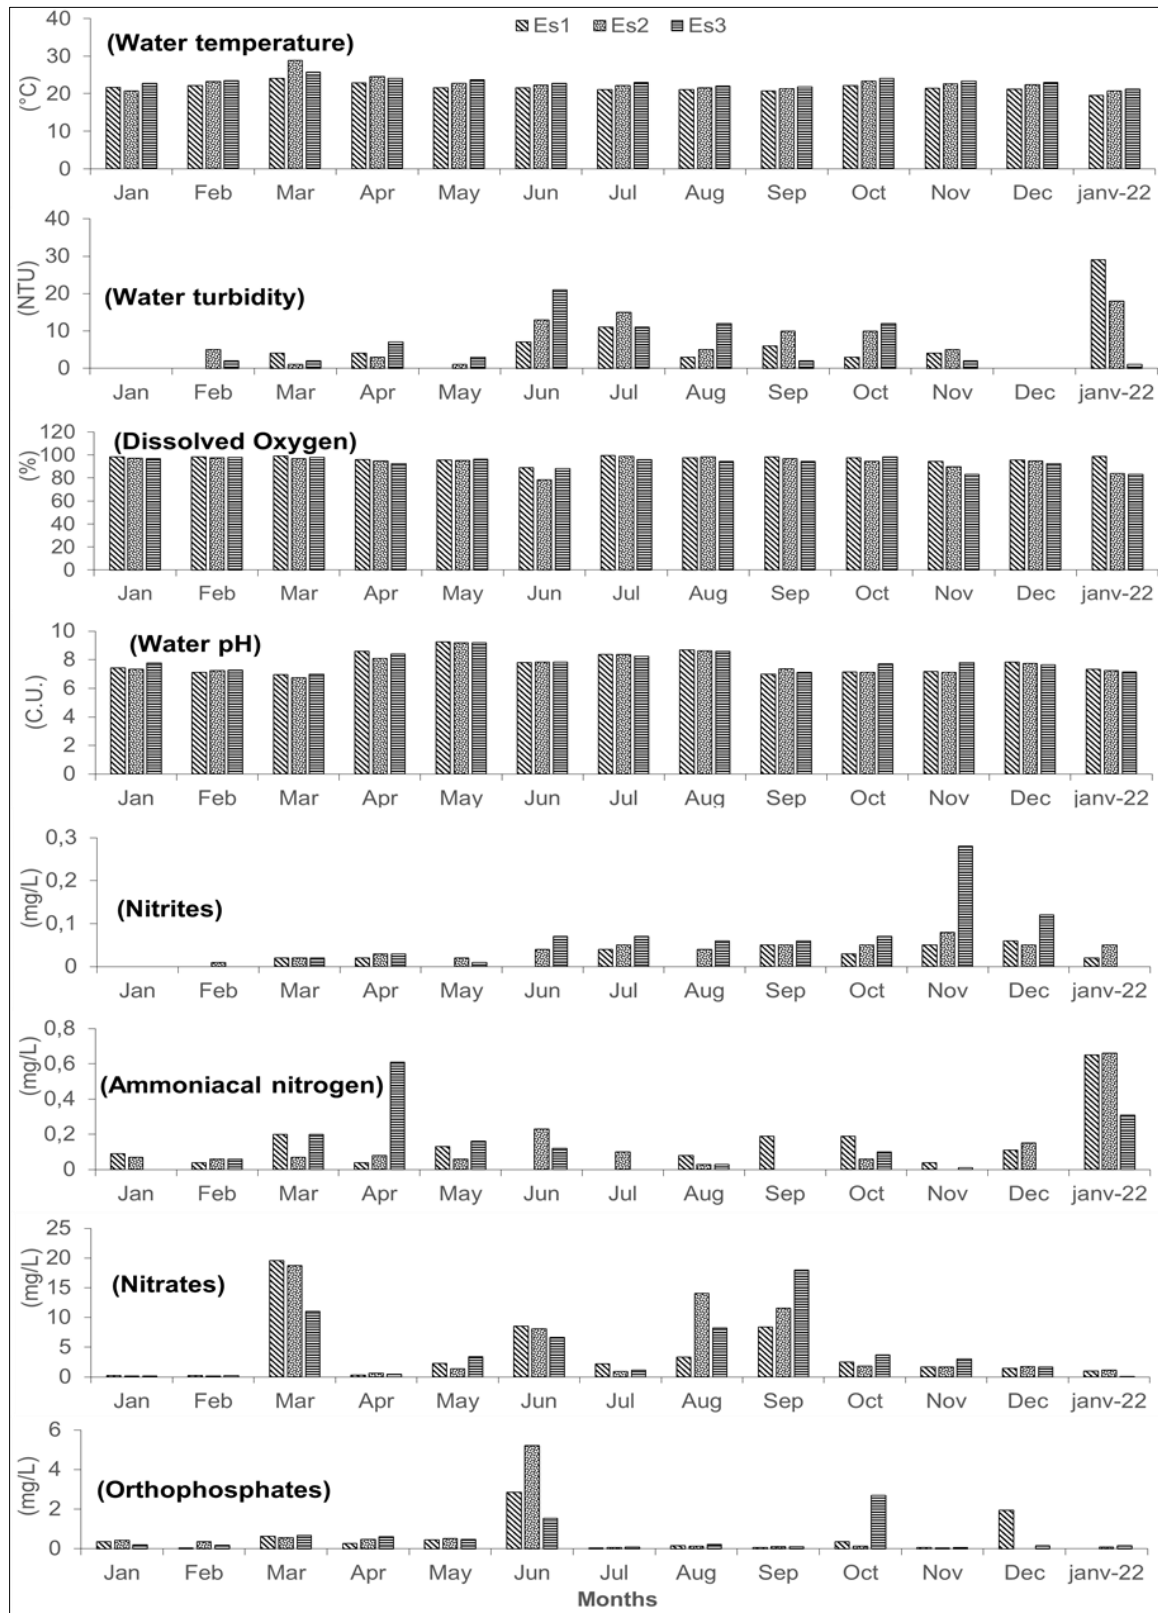 Es1 Es2 Es3
(Water temperature)
(°C)
40
30
20
10
0
Jan Feb Mar Apr May Jun Jul Aug Sep Oct Nov Dec janv-22
(Water turbidity)
(NTU)
40
30
20
10
0
Jan Feb Mar Apr May Jun Jul Aug Sep Oct Nov Dec janv-22
(Dissolved Oxygen)
(%)
120
100
80
60
40
20
0
Jan Feb Mar Apr May Jun Jul Aug Sep Oct Nov Dec janv-22
(Water pH)
(C.U.)
10
8
6
4
2
0
Jan Feb Mar Apr May Jun Jul Aug Sep Oct Nov Dec janv-22
(Nitrites)
(mg/L)
0,3
0,2
0,1
0
Jan Feb Mar Apr May Jun Jul Aug Sep Oct Nov Dec janv-22
(Ammoniacal nitrogen)
(mg/L)
0,8
0,6
0,4
0,2
0
Jan Feb Mar Apr May Jun Jul Aug Sep Oct Nov Dec janv-22
(Nitrates)
(mg/L)
25
20
15
10
5
0
Jan Feb Mar Apr May Jun Jul Aug Sep Oct Nov Dec janv-22
(Orthophosphates)
(mg/L)
6
4
2
0
Jan Feb Mar Apr May Jun Jul Aug Sep Oct Nov Dec janv-22
Months